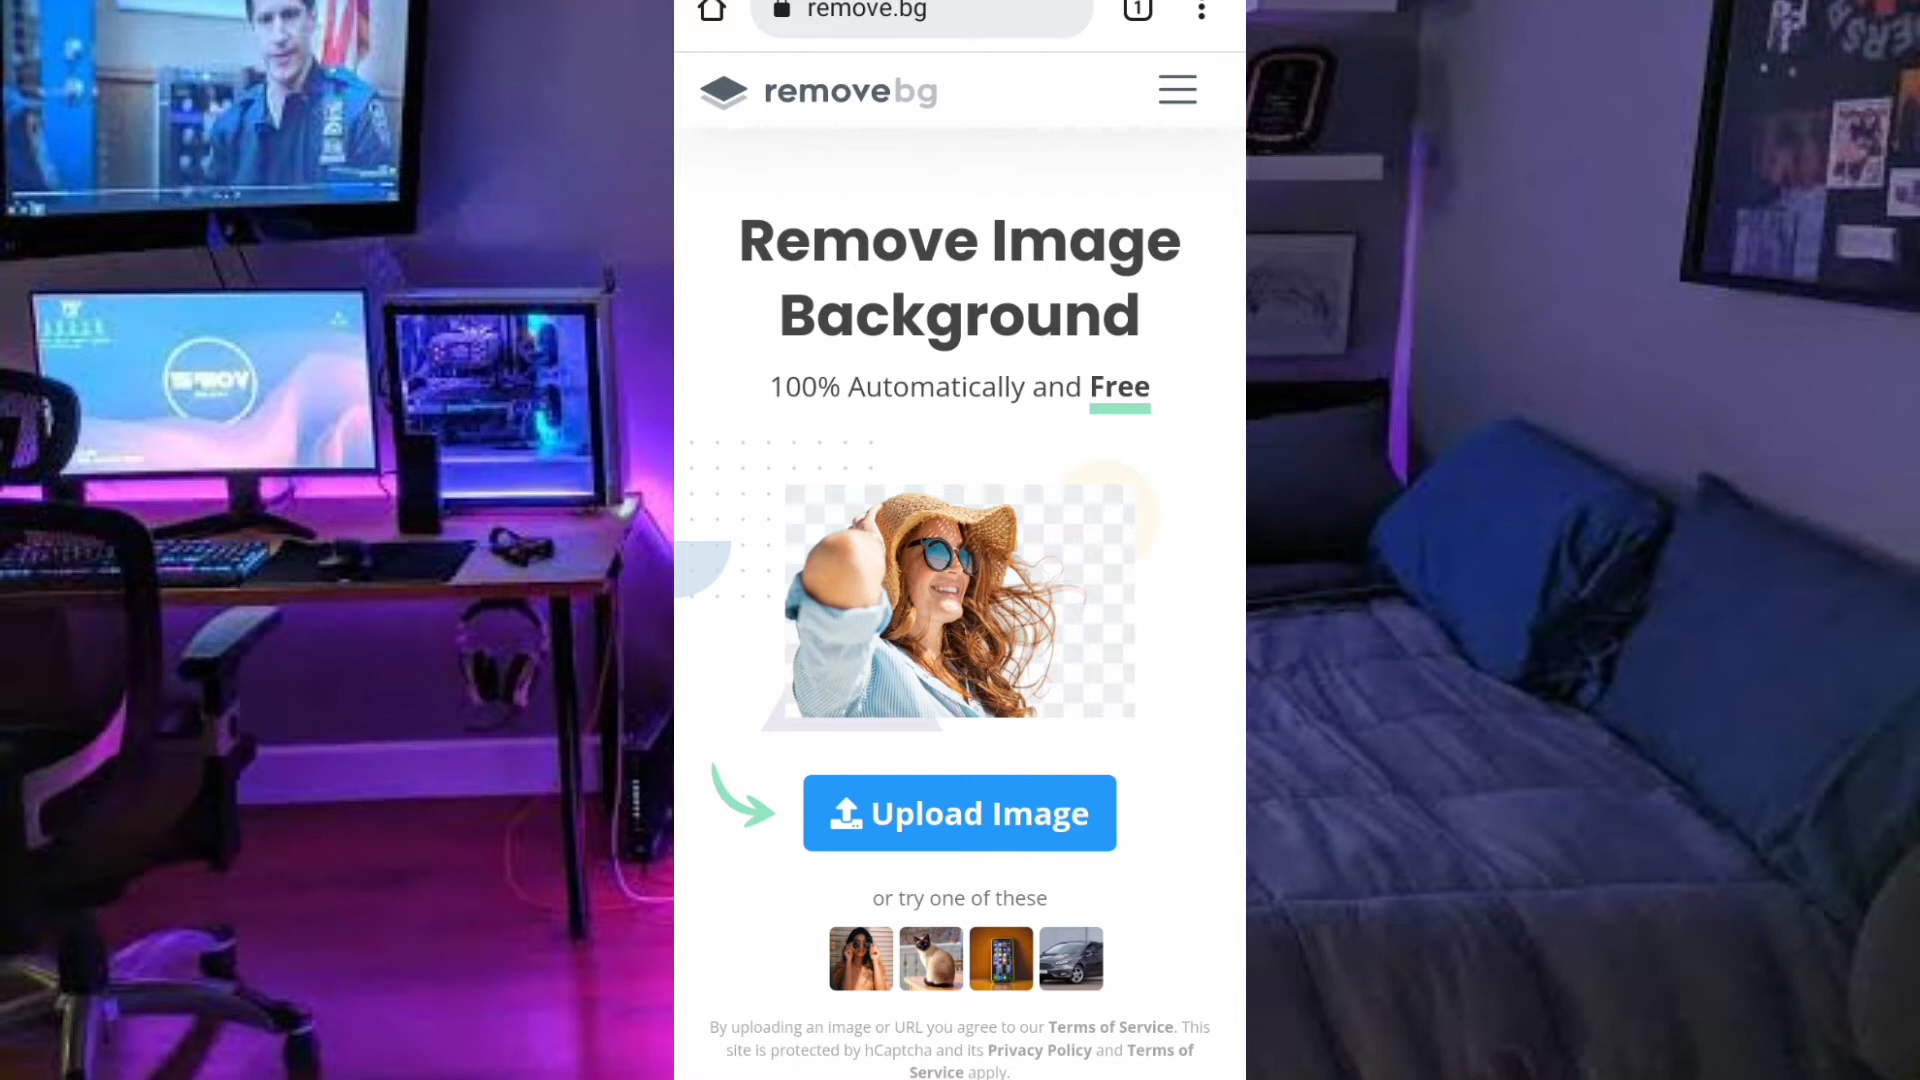 remove.bg
1
removebg
Remove Image
Background
100% Automatically and Free
Upload Image
or try one of these
By uploading an image or URL you agree to our Terms of Service. This
site is protected by hCaptcha and its Privacy Policy and Terms of
Service apply.